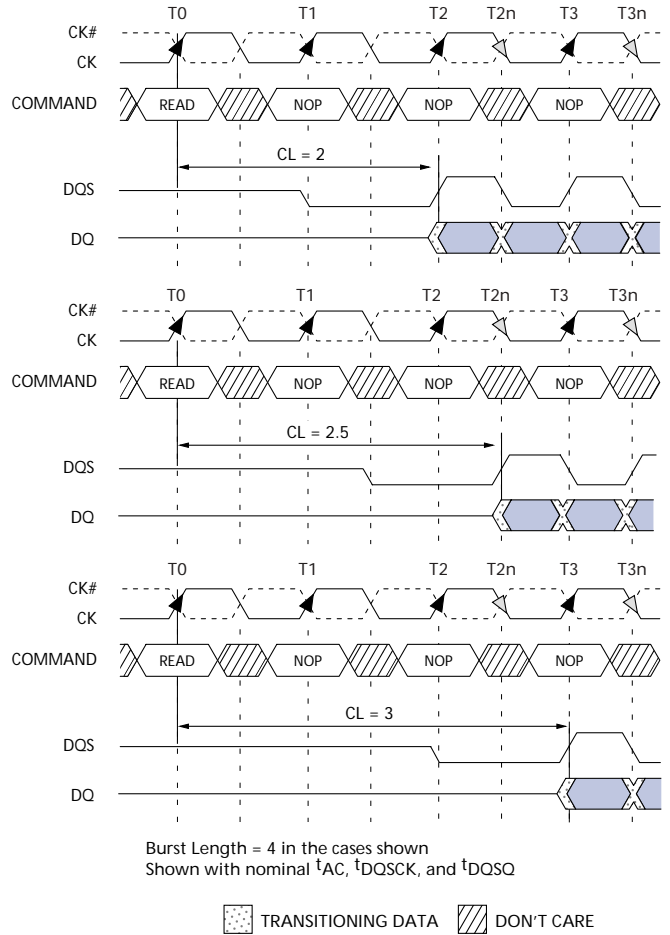 T0 T1 T2 T2n T3 T3n
CK#
CK
COMMAND READ NOP NOP NOP
CL = 2
DQS
DQ
T0 T1 T2 T2n T3 T3n
CK#
CK
COMMAND READ NOP NOP NOP
CL = 2.5
DQS
DQ
T0 T1 T2 T2n T3 T3n
CK#
CK
COMMAND READ NOP NOP NOP
CL = 3
DQS
DQ
Burst Length = 4 in the cases shown
Shown with nominal tAC, tDQSCK, and tDQSQ
TRANSITIONING DATA DON'T CARE